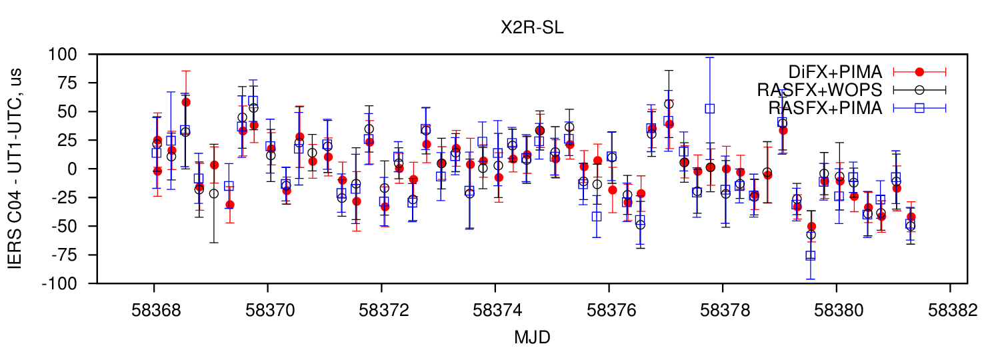 X2R-SL
IERS C04 - UT1-UTC, us
100
75
50
25
0
-25
-50
-75
-100
DiFX+PIMA
RASFX+WOPS
RASFX+PIMA
58368 58370 58372 58374 58376 58378 58380 58382
MJD